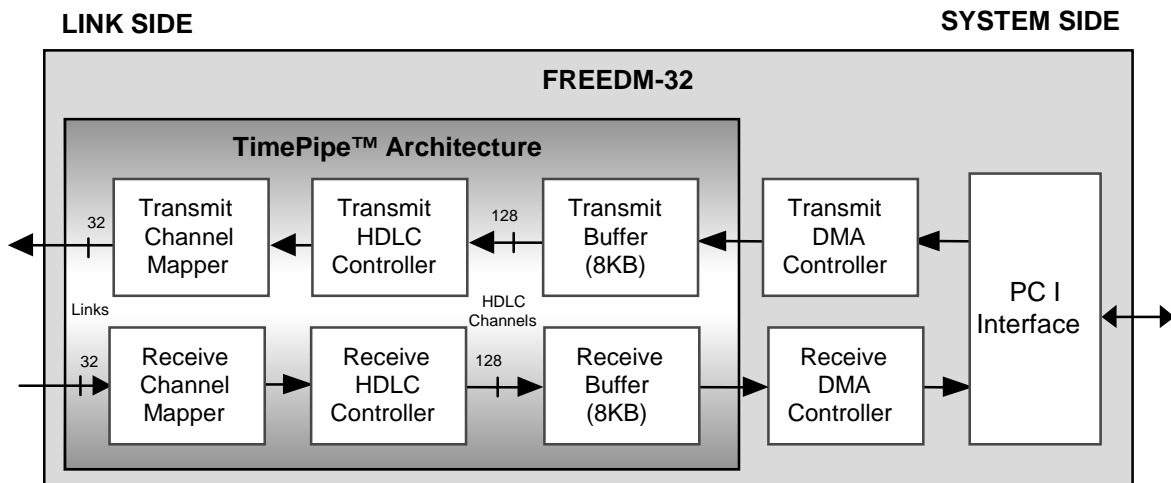 LINK SIDE
SYSTEM SIDE
FREEDM-32
TimePipe™ Architecture
32
Transmit
Channel
Mapper
Transmit
HDLC
Controller
128
Transmit
Buffer
(8KB)
Transmit
DMA
Controller
PC I
Interface
Links
HDLC
Channels
32
Receive
Channel
Mapper
Receive
HDLC
Controller
128
Receive
Buffer
(8KB)
Receive
DMA
Controller